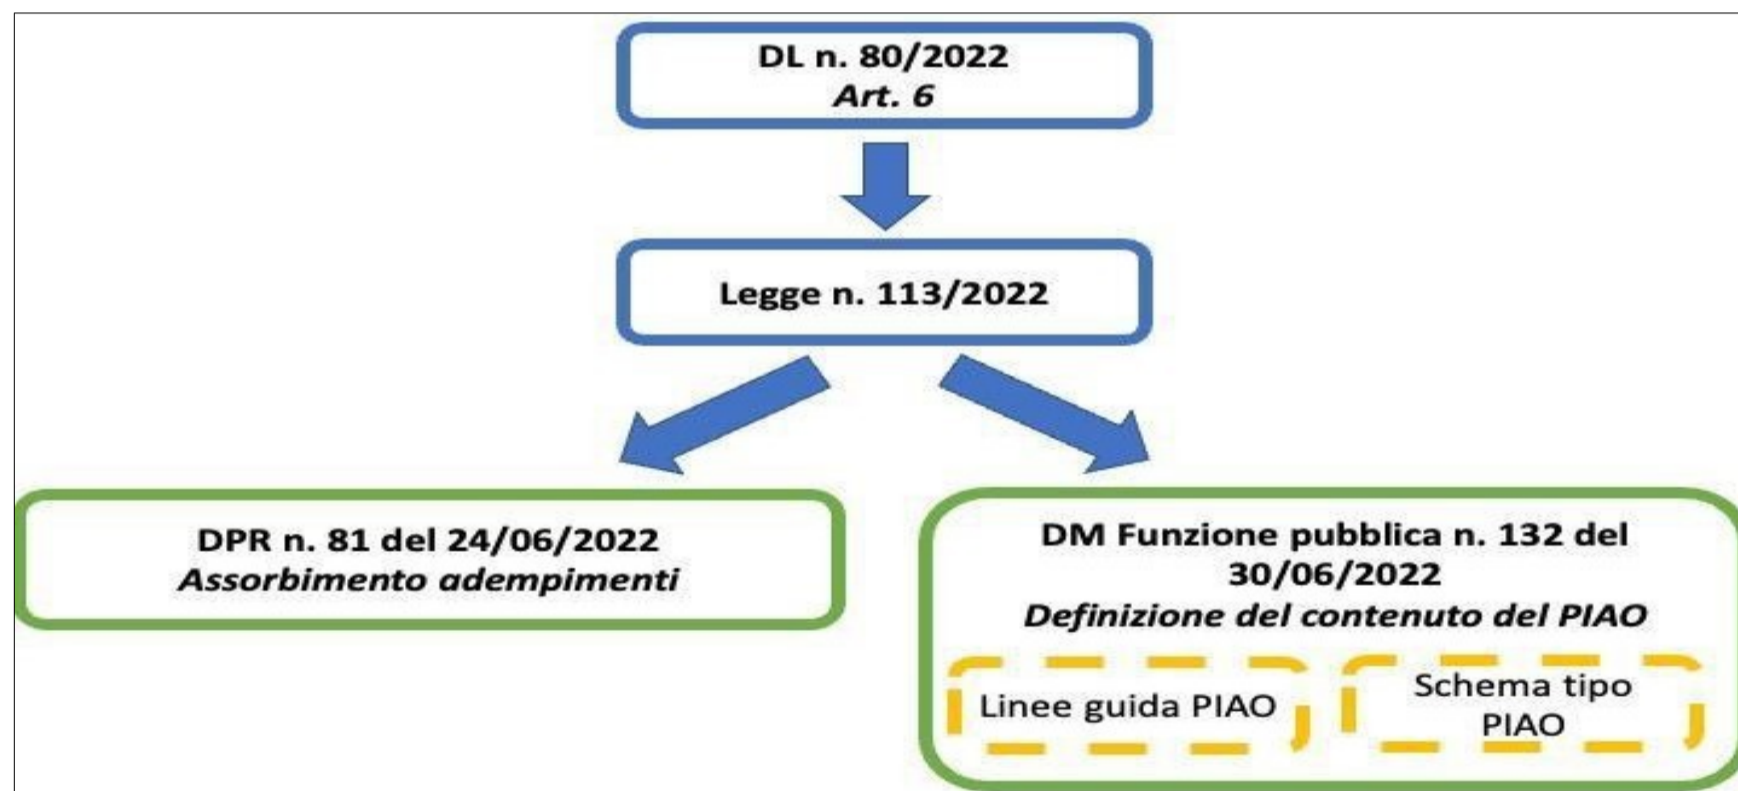 DL n. 80/2022
Art. 6
Legge n. 113/2022
DPR n. 81 del 24/06/2022
Assorbimento adempimenti
DM Funzione pubblica n. 132 del
30/06/2022
Definizione del contenuto del PIAO
Linee guida PIAO
Schema tipo
PIAO